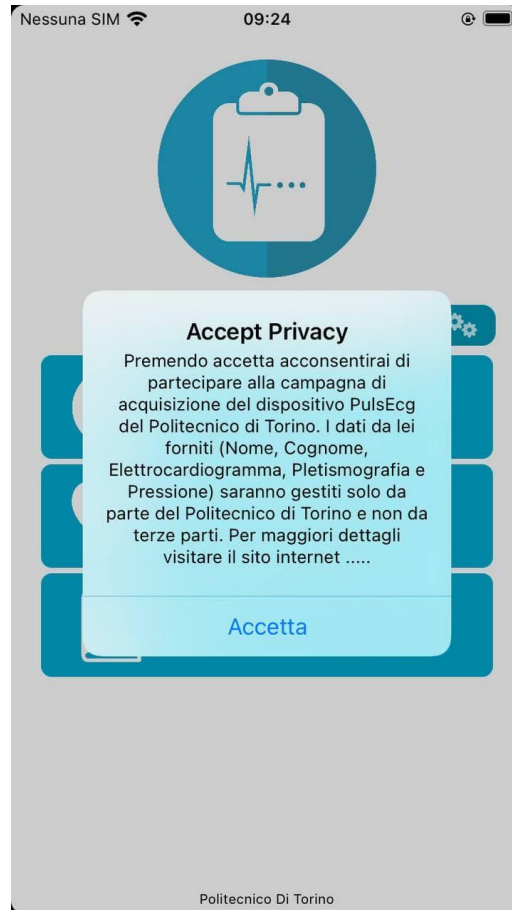 Nessuna SIM 09:24
Accept Privacy
Premendo accetta acconsentirai di
partecipare alla campagna di
acquisizione del dispositivo PulsEcg
del Politecnico di Torino. I dati da lei
forniti (Nome, Cognome,
Elettrocardiogramma, Pletismografia e
Pressione) saranno gestiti solo da
parte del Politecnico di Torino e non da
terze parti. Per maggiori dettagli
visitare il sito internet .....
Accetta
Politecnico Di Torino